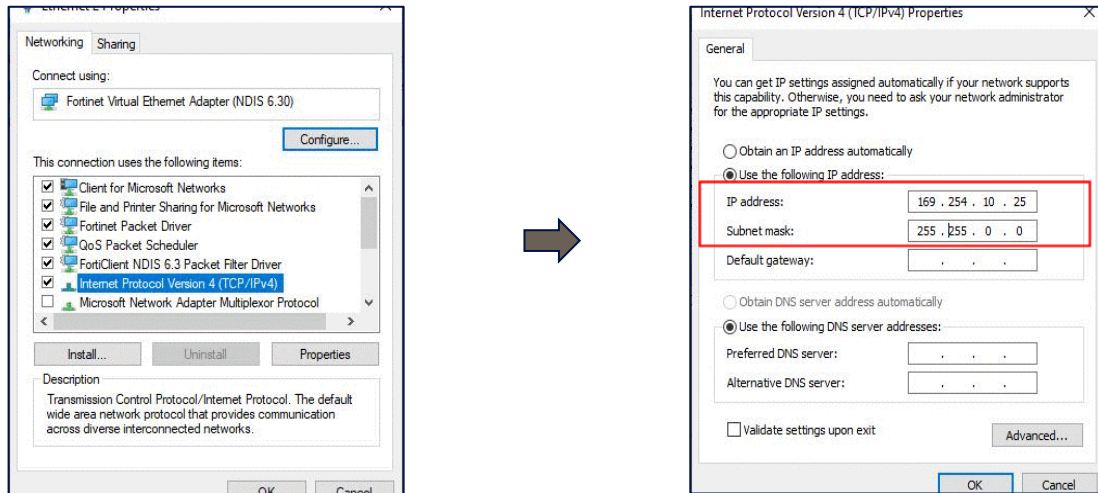 Ethernet 2 Properties
Networking
Sharing
Connect using:
Fortinet Virtual Ethernet Adapter (NDIS 6.30)
Configure...
This connection uses the following items:
Client for Microsoft Networks
File and Printer Sharing for Microsoft Networks
Fortinet Packet Driver
QoS Packet Scheduler
FortiClient NDIS 6.3 Packet Filter Driver
Internet Protocol Version 4 (TCP/IPv4)
Microsoft Network Adapter Multiplexor Protocol
Install...
Uninstall
Properties
Description
Transmission Control Protocol/Internet Protocol. The default
wide area network protocol that provides communication
across diverse interconnected networks.
OK
Cancel
Internet Protocol Version 4 (TCP/IPv4) Properties
General
You can get IP settings assigned automatically if your network supports
this capability. Otherwise, you need to ask your network administrator
for the appropriate IP settings.
Obtain an IP address automatically
Use the following IP address:
IP address: 169 . 254 . 10 . 25
Subnet mask: 255 . 255 . 0 . 0
Default gateway: . . .
Obtain DNS server address automatically
Use the following DNS server addresses:
Preferred DNS server: . . .
Alternative DNS server: . . .
Validate settings upon exit
Advanced...
OK
Cancel